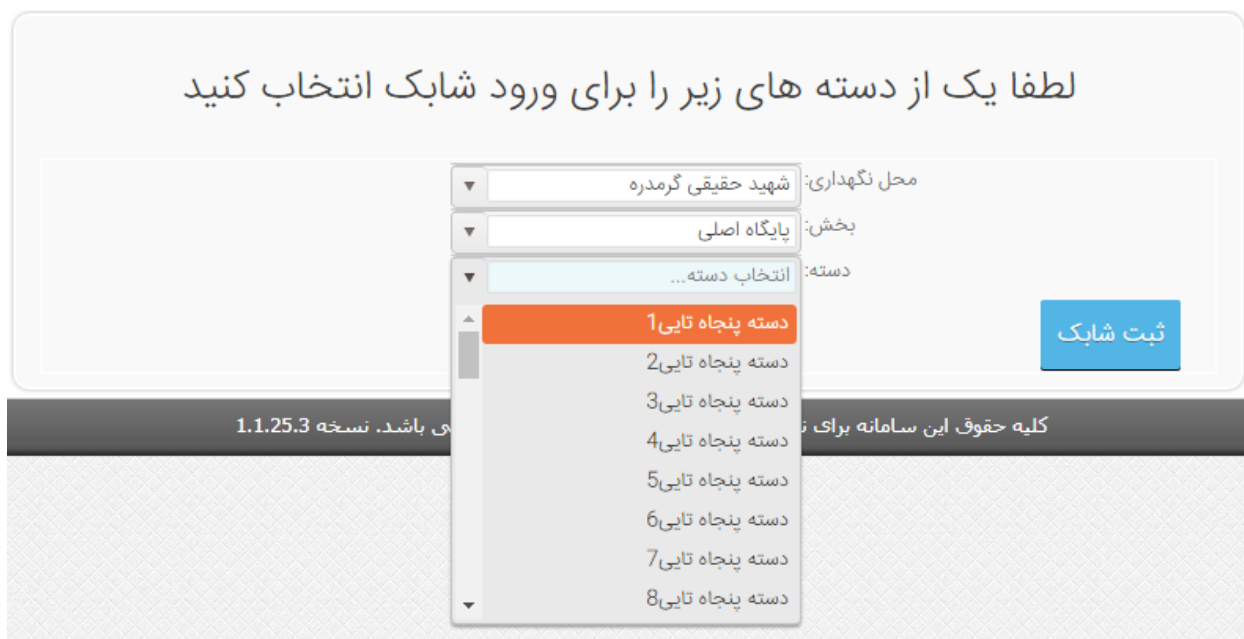 لطفا یک از دسته های زیر را برای ورود شابک انتخاب کنید
محل نگهداری: شهید حقیقی گرمدره
بخش: پایگاه اصلی
دسته: انتخاب دسته...
دسته پنجاه تایی1
ثبت شابک
دسته پنجاه تایی2
دسته پنجاه تایی3
کلیه حقوق این سامانه برای باشد. نسخه 1.1.25.3
دسته پنجاه تایی4
دسته پنجاه تایی5
دسته پنجاه تایی6
دسته پنجاه تایی7
دسته پنجاه تایی8